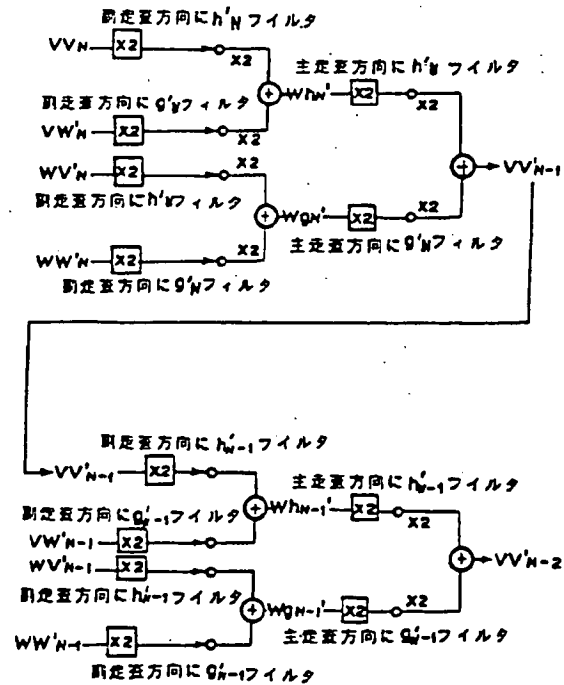 副走査方向にh'Nフィルタ
VVN X2 X2
主走査方向にh'Nフィルタ
WhN' X2 X2
副走査方向にg'Nフィルタ
VW'N X2 X2
VV'N-1
WV'N X2 X2
副走査方向にh'Nフィルタ
WgN' X2 X2
主走査方向にg'Nフィルタ
WW'N X2 X2
副走査方向にg'Nフィルタ
副走査方向にh'N-1フィルタ
VV'N-1 X2
主走査方向にh'N-1フィルタ
WhN-1' X2 X2
副走査方向にg'N-1フィルタ
VW'N-1 X2
VV'N-2
WV'N-1 X2
副走査方向にh'N-1フィルタ
WgN-1' X2 X2
主走査方向にg'N-1フィルタ
WW'N-1 X2
副走査方向にg'N-1フィルタ